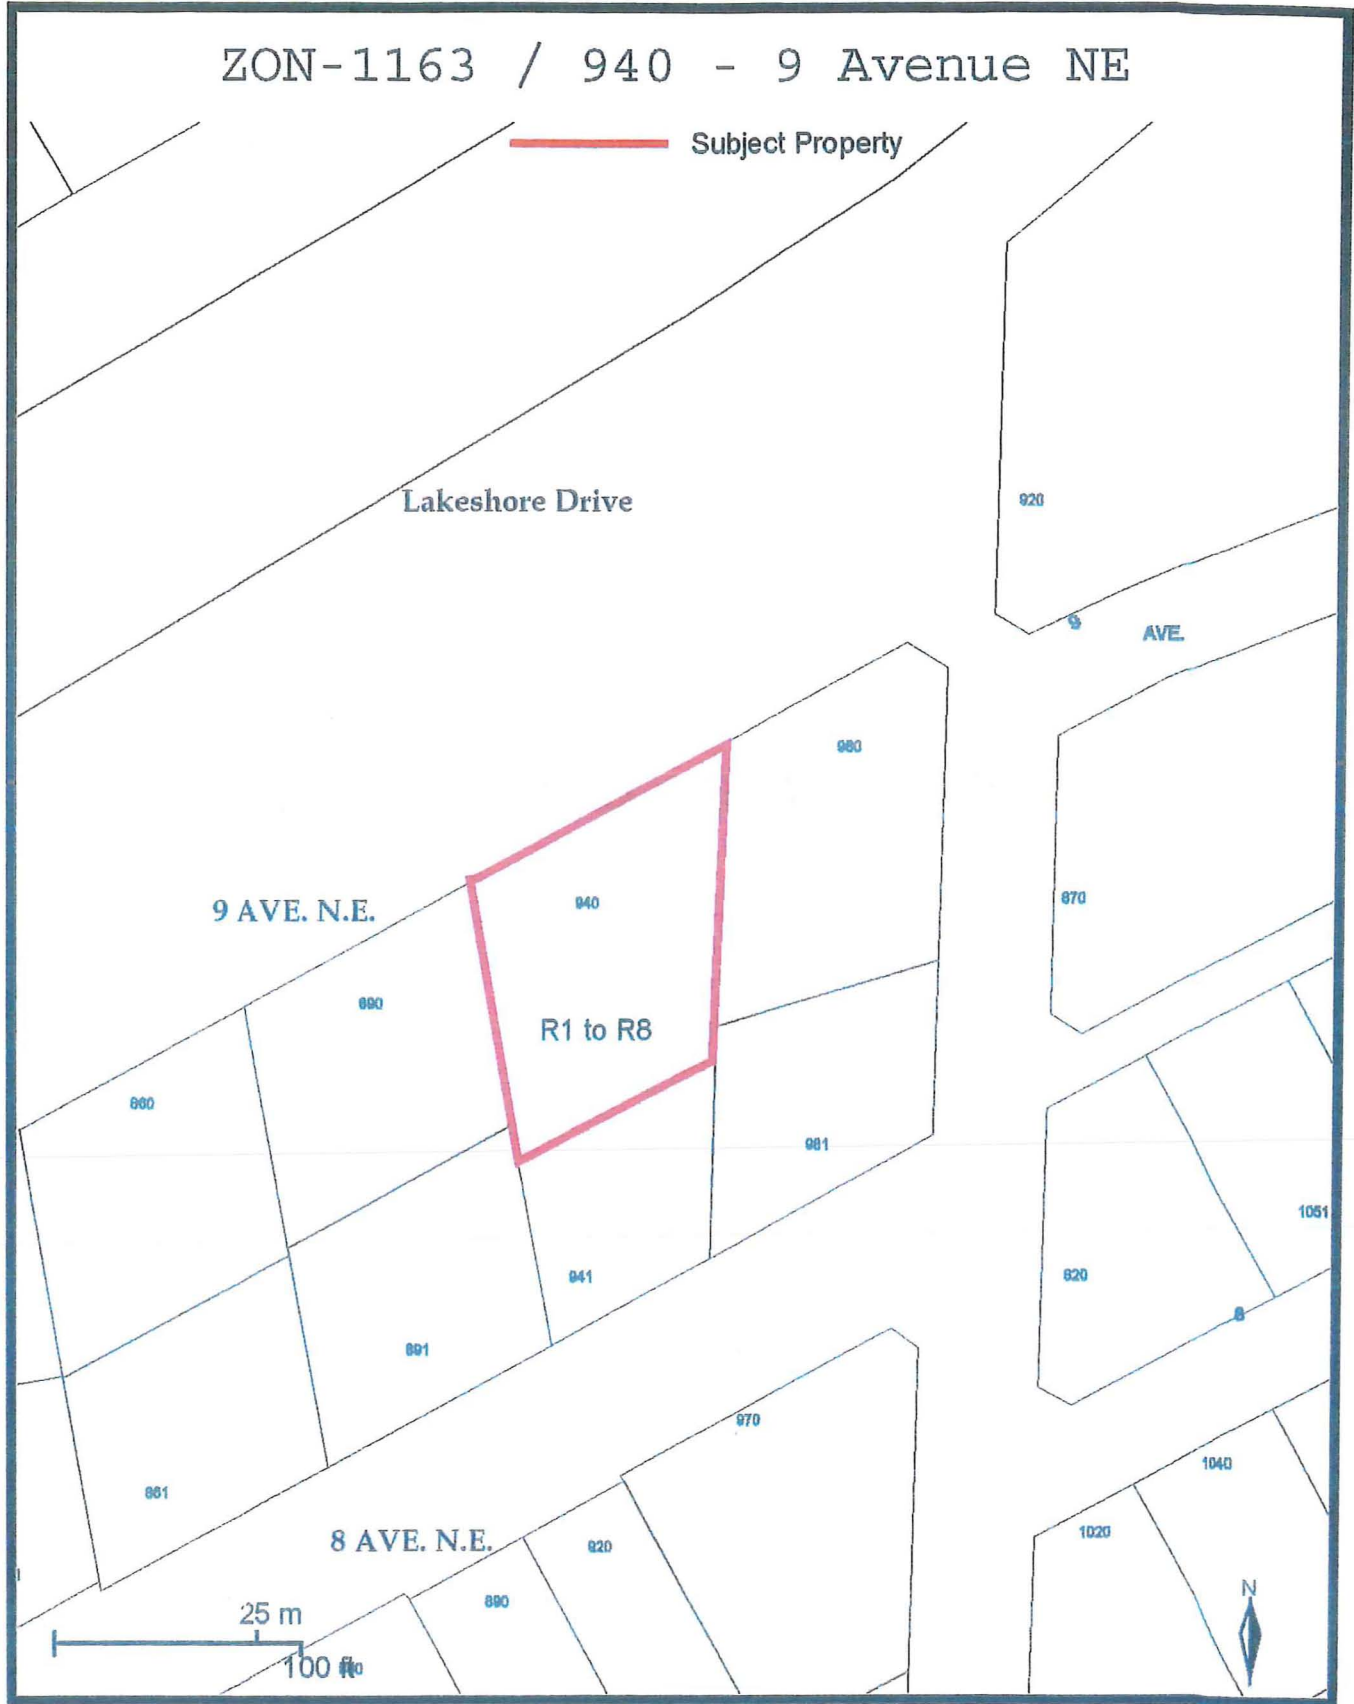 ZON-1163 / 940 - 9 Avenue NE
Subject Property
Lakeshore Drive
920
9 AVE.
980
940
870
9 AVE. N.E.
890
R1 to R8
860
981
1051
941
820
8
891
970
1040
861
1020
8 AVE. N.E.
920
890
N
25 m
100 ft